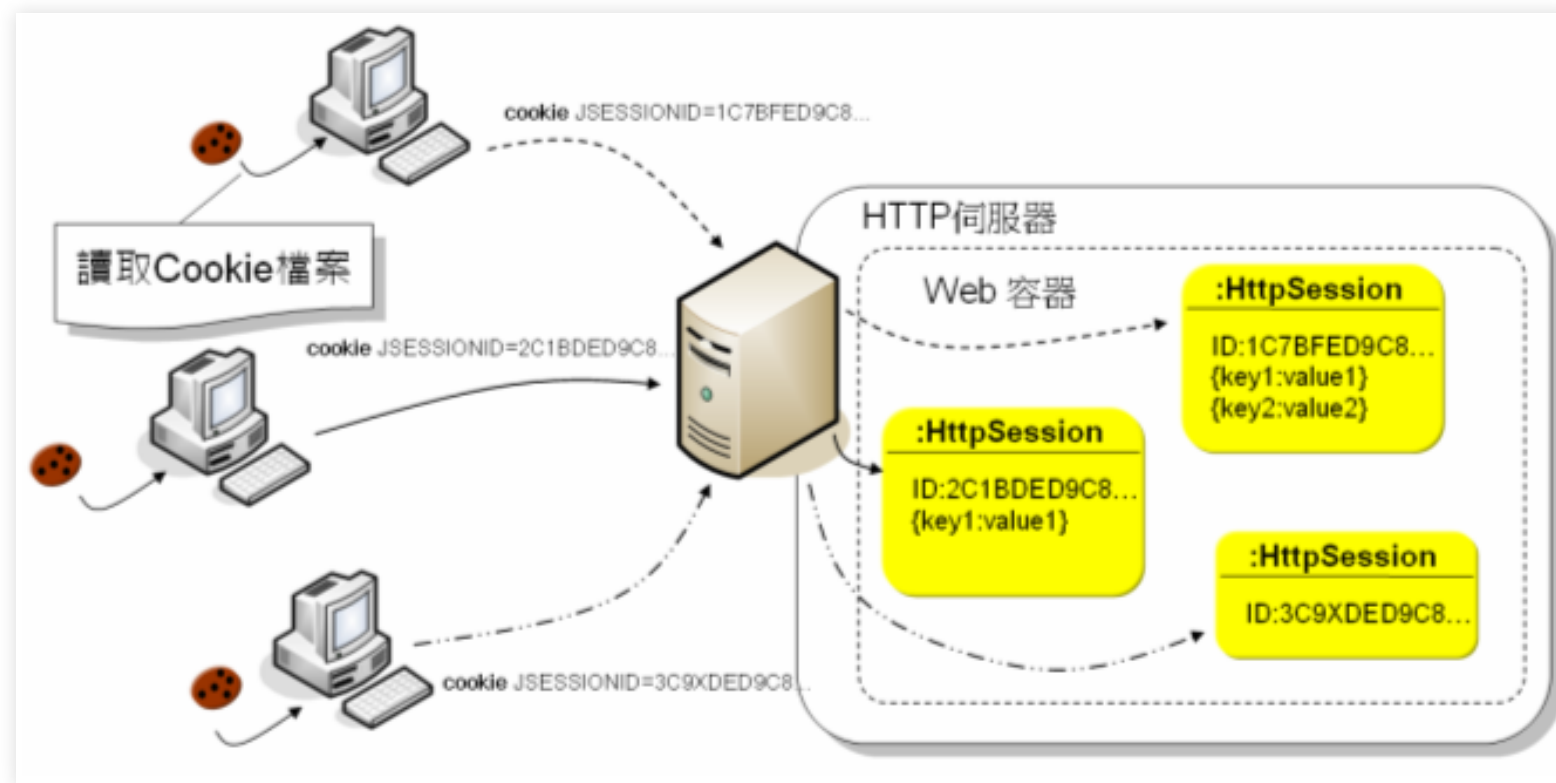 cookie JSESSIONID=1C7BFED9C8...
讀取Cookie檔案
cookie JSESSIONID=2C1BDED9C8...
cookie JSESSIONID=3C9XDED9C8...
HTTP伺服器
Web 容器
:HttpSession
ID:1C7BFED9C8...
{key1:value1}
{key2:value2}
:HttpSession
ID:2C1BDED9C8...
{key1:value1}
:HttpSession
ID:3C9XDED9C8...